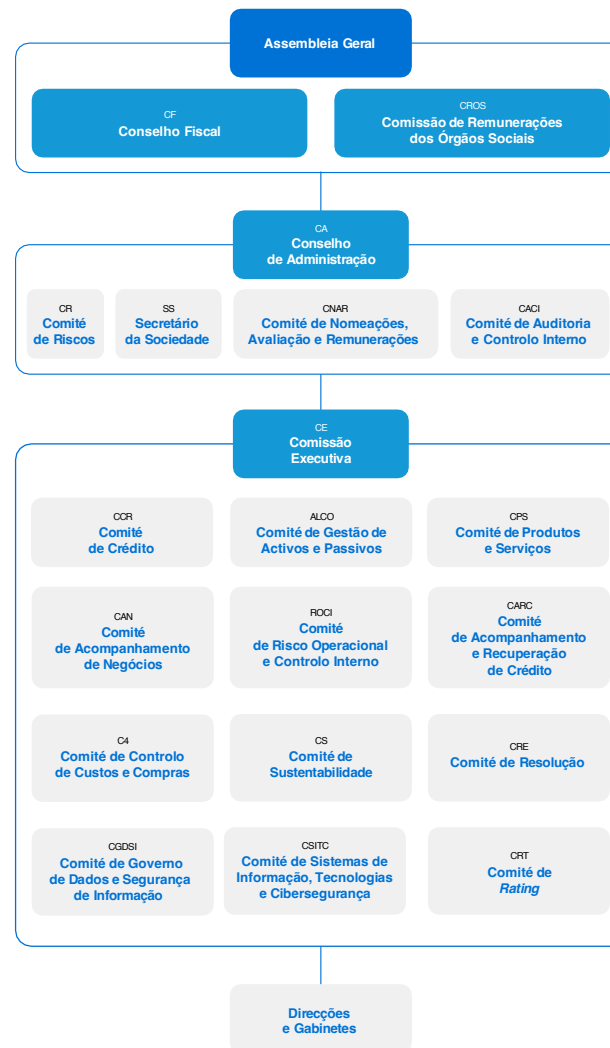 Assembleia Geral
CF
Conselho Fiscal
CROS
Comissão de Remunerações
dos Órgãos Sociais
CA
Conselho
de Administração
CR
Comité
de Riscos
SS
Secretário
da Sociedade
CNAR
Comité de Nomeações,
Avaliação e Remunerações
CACI
Comité de Auditoria
e Controlo Interno
CE
Comissão
Executiva
CCR
Comité
de Crédito
ALCO
Comité de Gestão de
Activos e Passivos
CPS
Comité de Produtos
e Serviços
CAN
Comité
de Acompanhamento
de Negócios
ROCI
Comité
de Risco Operacional
e Controlo Interno
CARC
Comité
de Acompanhamento
e Recuperação
de Crédito
C4
Comité de Controlo
de Custos e Compras
CS
Comité de
Sustentabilidade
CRE
Comité de Resolução
CGDSI
Comité de Governo
de Dados e Segurança
de Informação
CSITC
Comité de Sistemas de
Informação, Tecnologias
e Cibersegurança
CRT
Comité de
Rating
Direcções
e Gabinetes